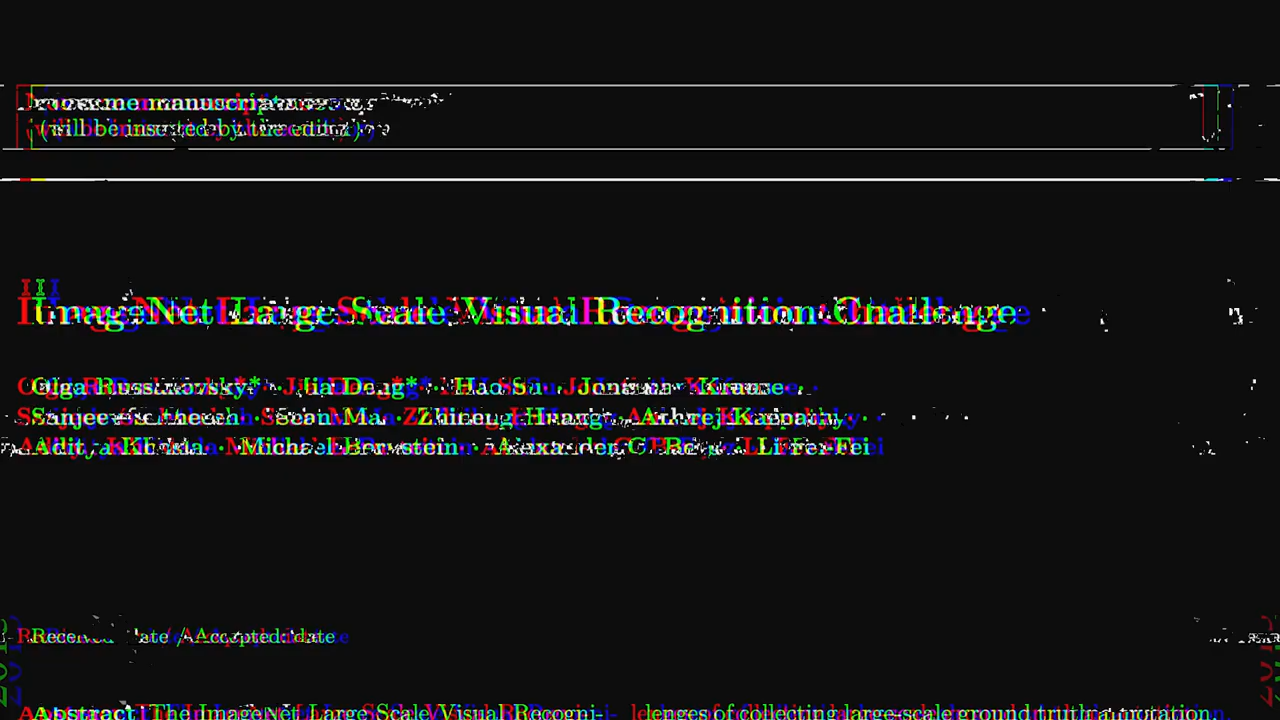 manuscript
(will be inserted by the editor)
ImageNet Large Scale Visual Recognition Challenge
Olga Russakovsky* · Jia Deng* · Hao Su · Jonathan Krause ·
Sanjeev Satheesh · Sean Ma · Zhiheng Huang · Andrej Karpathy ·
Aditya Khosla · Michael Bernstein · Alexander C. Berg · Li Fei-Fei
Received: date / Accepted: date
2015
Abstract The ImageNet Large Scale Visual Recogni-
lenges of collecting large-scale ground truth annotation